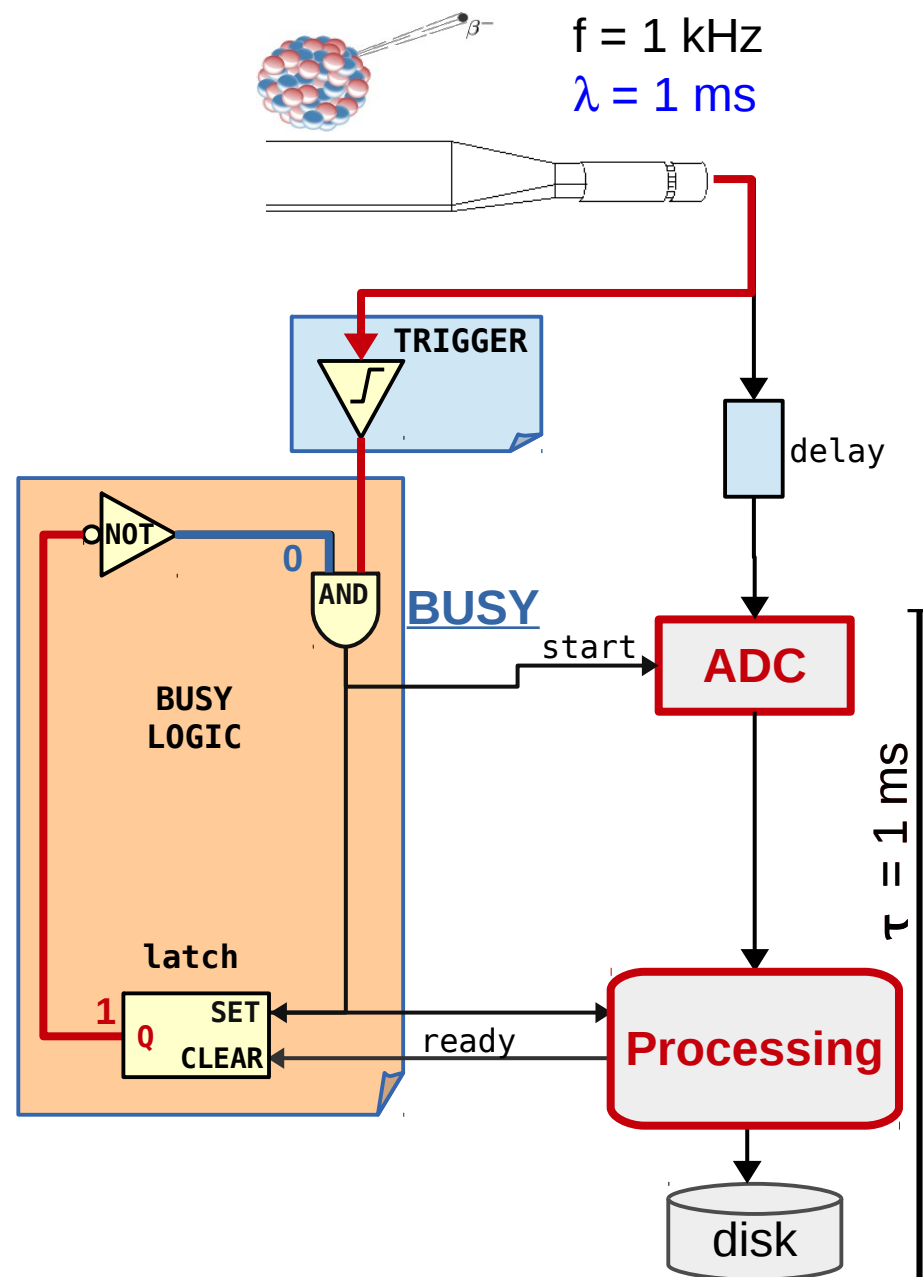 β⁻
f = 1 kHz
λ = 1 ms
TRIGGER
delay
NOT
0
AND
BUSY
start
ADC
BUSY
LOGIC
τ = 1 ms
latch
1
Q
SET
CLEAR
ready
Processing
disk